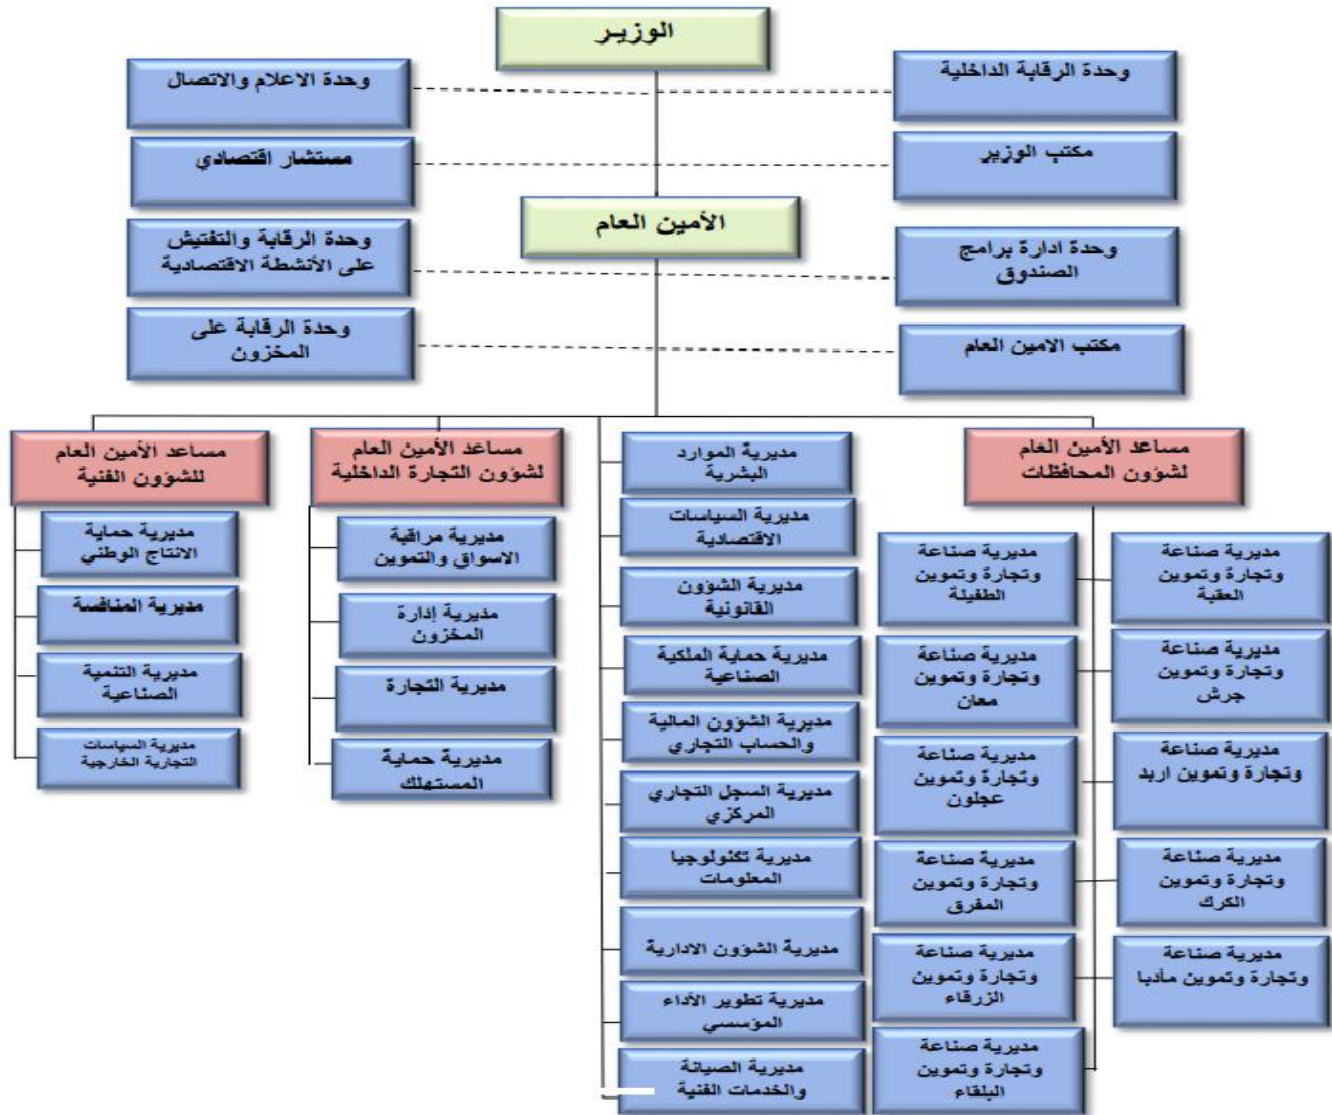 الوزير
وحدة الرقابة الداخلية
وحدة الاعلام والاتصال
مكتب الوزير
مستشار اقتصادي
الأمين العام
وحدة ادارة برامج
الصندوق
وحدة الرقابة والتفتيش
على الأنشطة الاقتصادية
مكتب الامين العام
وحدة الرقابة على
المخزون
مساعد الأمين العام
لشؤون المحافظات
مديرية صناعة
وتجارة وتموين
العقبة
مديرية صناعة
وتجارة وتموين
جرش
مديرية صناعة
وتجارة وتموين اربد
مديرية صناعة
وتجارة وتموين
الكرك
مديرية صناعة
وتجارة وتموين مأدبا
مديرية صناعة
وتجارة وتموين
الطفيلة
مديرية صناعة
وتجارة وتموين
معان
مديرية صناعة
وتجارة وتموين
عجلون
مديرية صناعة
وتجارة وتموين
المفرق
مديرية صناعة
وتجارة وتموين
الزرقاء
مديرية صناعة
وتجارة وتموين
البلقاء
مديرية الموارد
البشرية
مديرية السياسات
الاقتصادية
مديرية الشؤون
القانونية
مديرية حماية الملكية
الصناعية
مديرية الشؤون المالية
والحساب التجاري
مديرية السجل التجاري
المركزي
مديرية تكنولوجيا
المعلومات
مديرية الشؤون الادارية
مديرية تطوير الأداء
المؤسسي
مديرية الصيانة
والخدمات الفنية
مساعد الأمين العام
لشؤون التجارة الداخلية
مديرية مراقبة
الاسواق والتموين
مديرية إدارة
المخزون
مديرية التجارة
مديرية حماية
المستهلك
مساعد الأمين العام
للشؤون الفنية
مديرية حماية
الانتاج الوطني
مديرية المنافسة
مديرية التنمية
الصناعية
مديرية السياسات
التجارية الخارجية